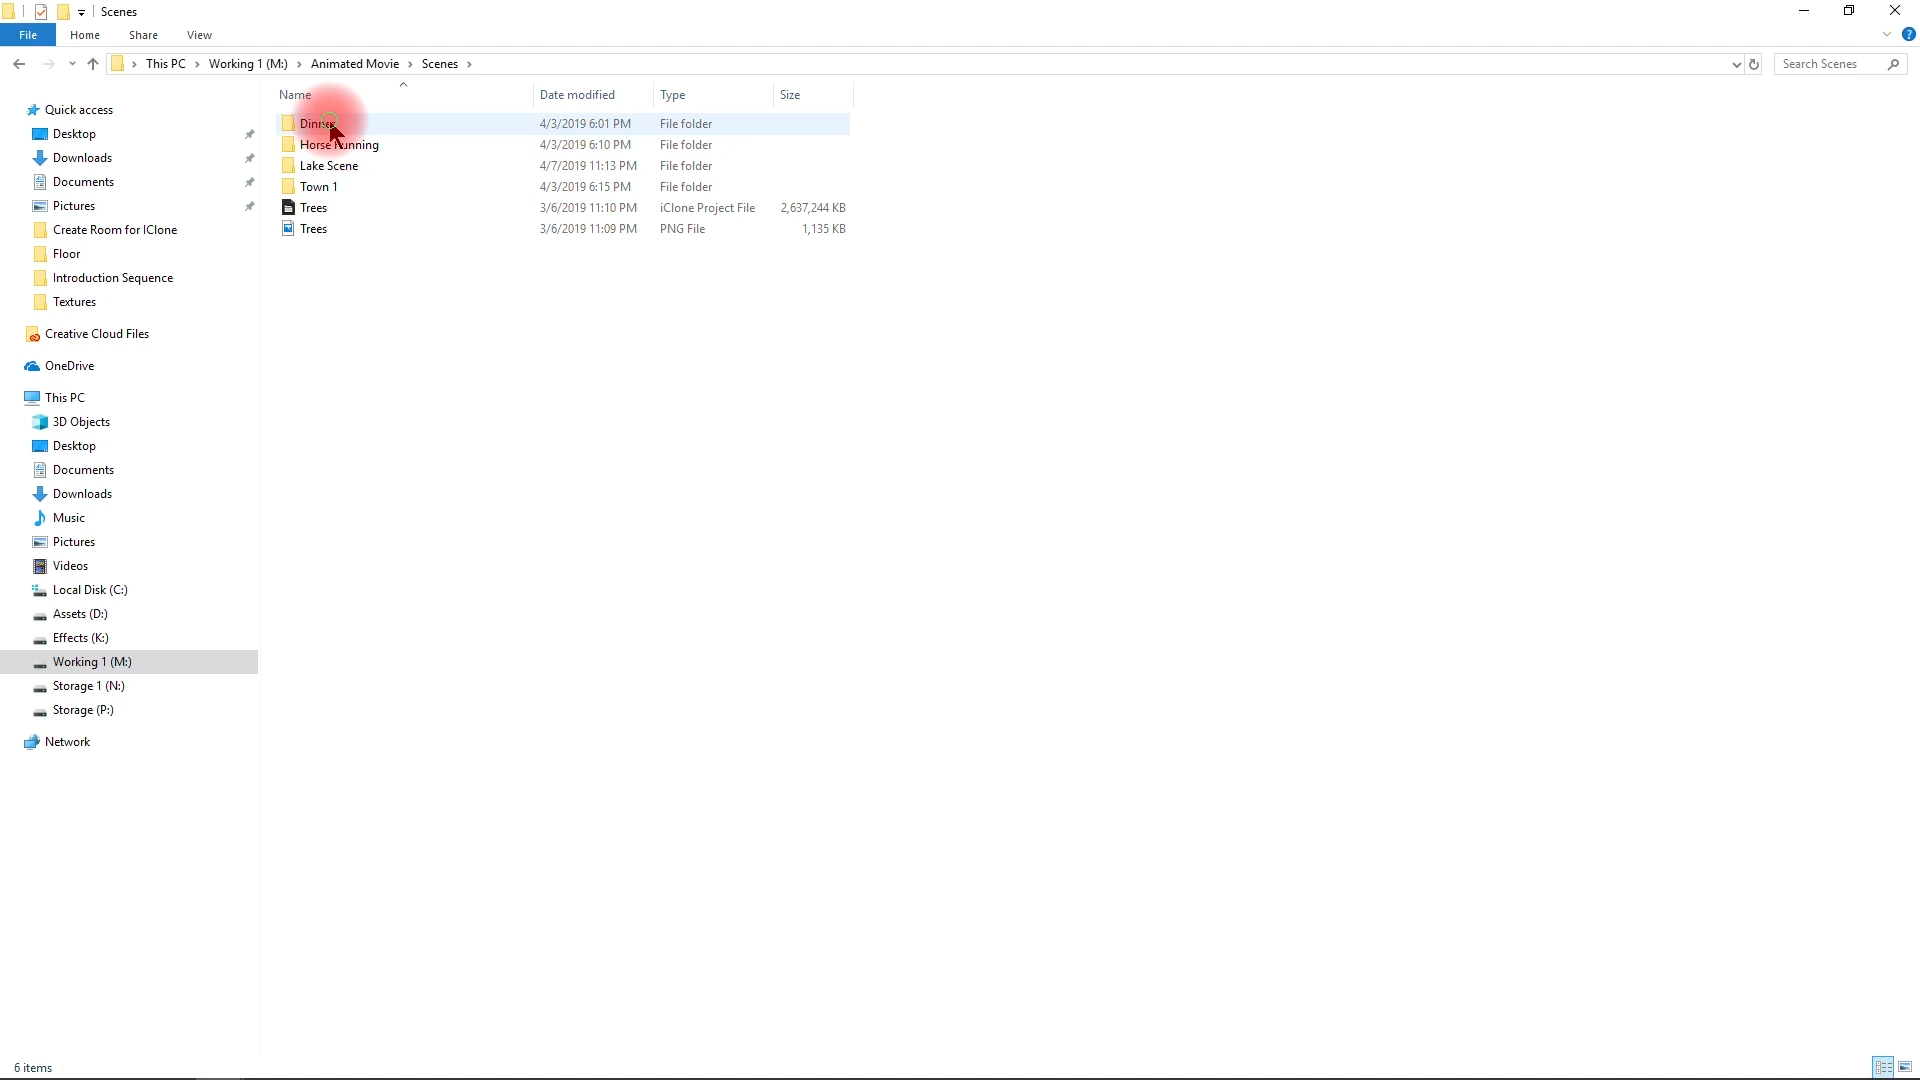 Scenes
File Home Share View
This PC > Working 1 (M:) > Animated Movie > Scenes >
Search Scenes
Name Date modified Type Size
Dinner 4/3/2019 6:01 PM File folder
Horse Running 4/3/2019 6:10 PM File folder
Lake Scene 4/7/2019 11:13 PM File folder
Town 1 4/3/2019 6:15 PM File folder
Trees 3/6/2019 11:10 PM iClone Project File 2,637,244 KB
Trees 3/6/2019 11:09 PM PNG File 1,135 KB
Quick access
Desktop
Downloads
Documents
Pictures
Create Room for IClone
Floor
Introduction Sequence
Textures
Creative Cloud Files
OneDrive
This PC
3D Objects
Desktop
Documents
Downloads
Music
Pictures
Videos
Local Disk (C:)
Assets (D:)
Effects (K:)
Working 1 (M:)
Storage 1 (N:)
Storage (P:)
Network
6 items